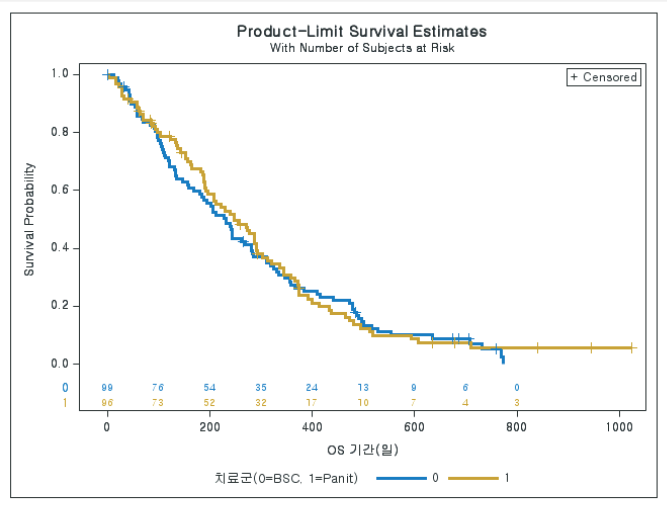 Product-Limit Survival Estimates
With Number of Subjects at Risk
+ Censored
Survival Probability
1.0
0.8
0.6
0.4
0.2
0.0
0 99 76 54 35 24 13 9 6 0
1 96 73 52 32 17 10 7 4 3
0 200 400 600 800 1000
OS 기간(일)
치료군(0=BSC, 1=Panit) 0 1